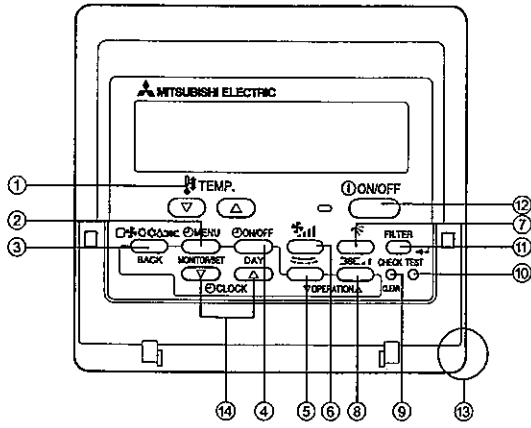 MITSUBISHI ELECTRIC
① TEMP. ON/OFF ⑫
② MENU ON/OFF ⑦
③ BACK MONITOR/SET DAY FILTER ⑪
CHECK TEST ⑩
CLOCK OPERATION CLEAR
⑭ ④ ⑤ ⑥ ⑧ ⑨ ⑬